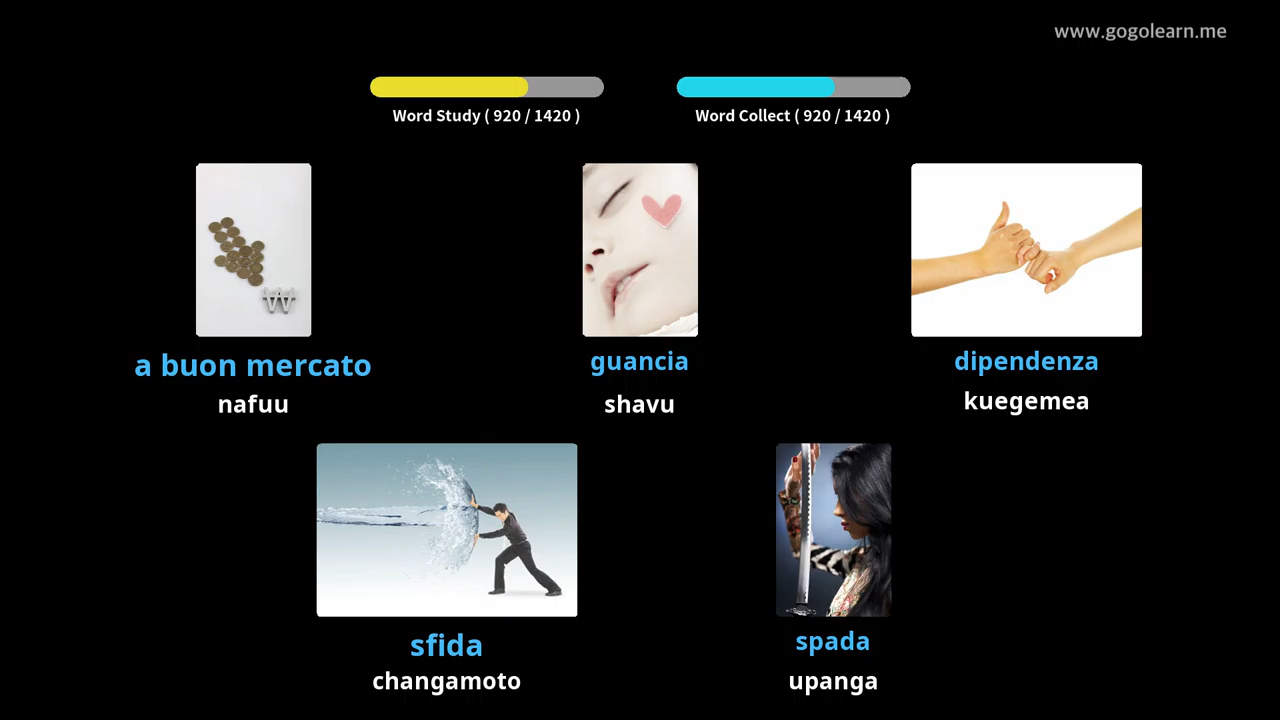 www.gogolearn.me
Word Study ( 920 / 1420 )
Word Collect ( 920 / 1420 )
a buon mercato
nafuu
guancia
shavu
dipendenza
kuegemea
sfida
changamoto
spada
upanga